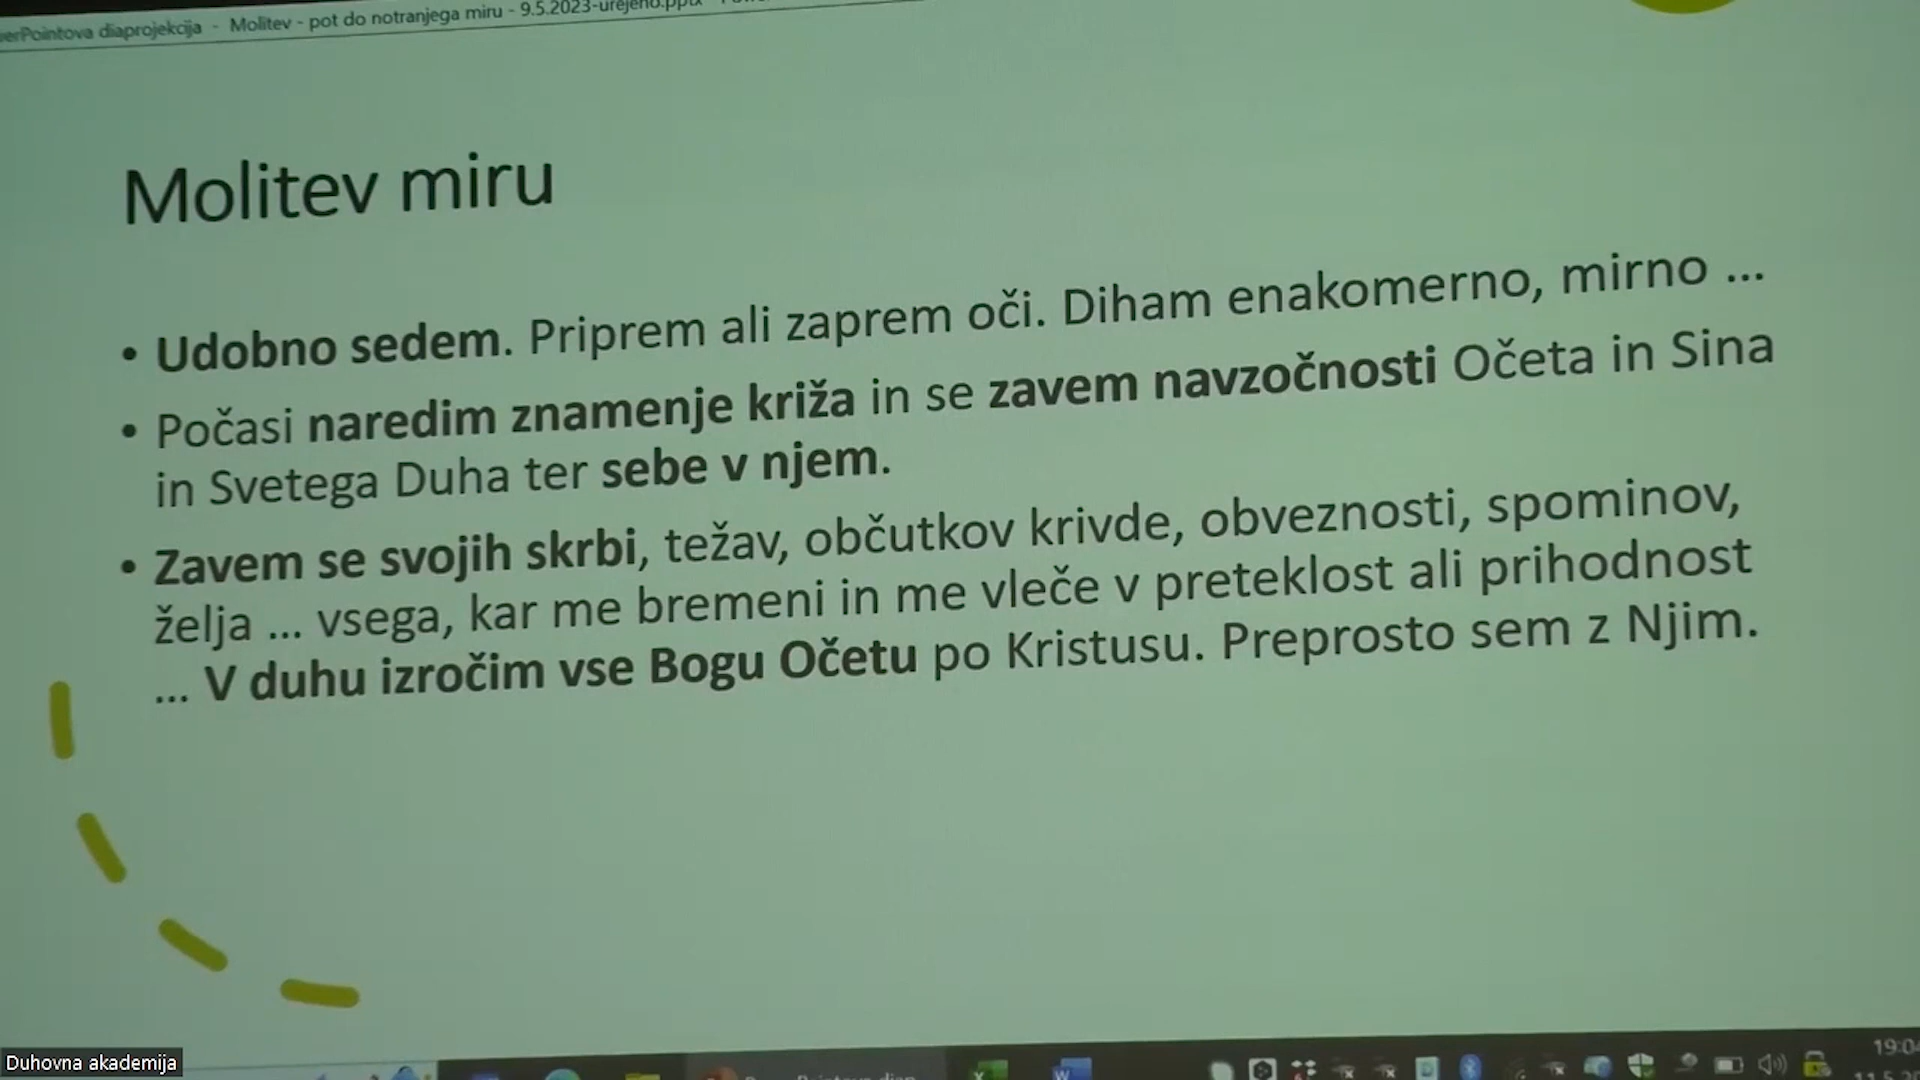 diaprojekcija - Molitev - pot do notranjega miru - 9.5.2023-urejeno.pptx
Molitev miru
• Udobno sedem. Priprem ali zaprem oči. Diham enakomerno, mirno ...
• Počasi naredim znamenje križa in se zavem navzočnosti Očeta in Sina
in Svetega Duha ter sebe v njem.
• Zavem se svojih skrbi, težav, občutkov krivde, obveznosti, spominov,
želja ... vsega, kar me bremeni in me vleče v preteklost ali prihodnost
... V duhu izročim vse Bogu Očetu po Kristusu. Preprosto sem z Njim.
Duhovna akademija